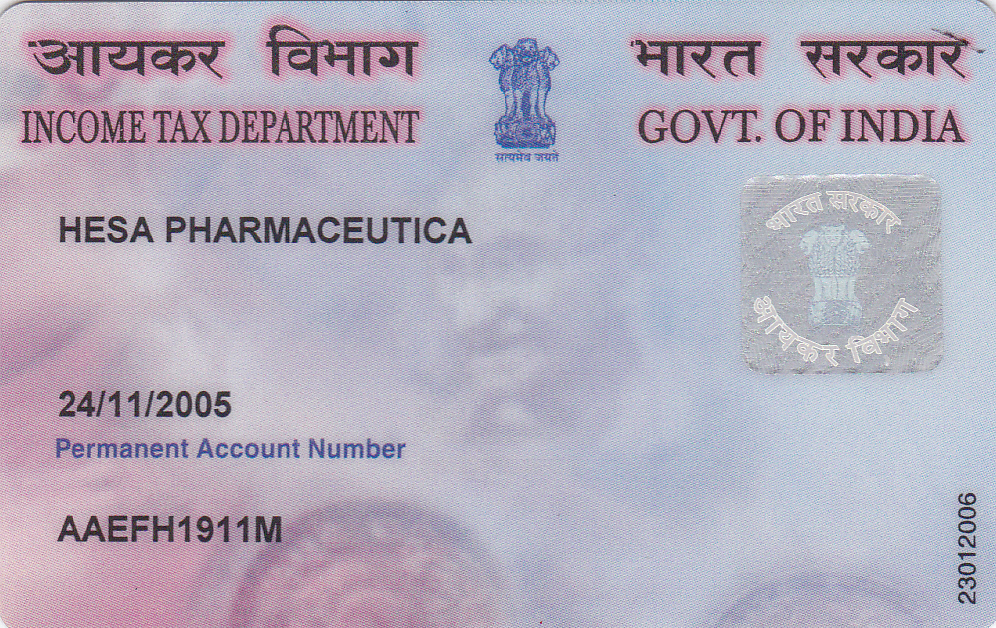 आयकर विभाग
भारत सरकार
INCOME TAX DEPARTMENT
GOVT. OF INDIA
सत्यमेव जयते
HESA PHARMACEUTICA
भारत सरकार
आयकर विभाग
24/11/2005
Permanent Account Number
AAEFH1911M
23012006